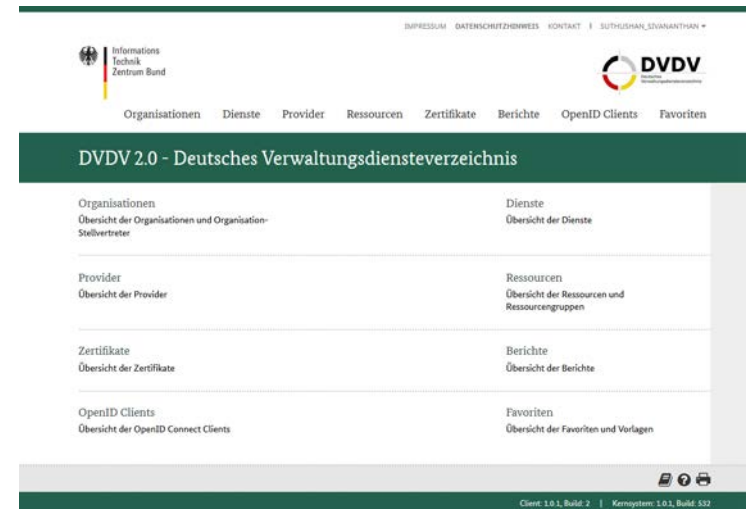 IMPRESSUM DATENSCHUTZHINWEIS KONTAKT | SUTHUSHAN_SIVANANTHAN
Informations
Technik
Zentrum Bund
DVDV
Deutsches
Verwaltungsdiensteverzeichnis
Organisationen Dienste Provider Ressourcen Zertifikate Berichte OpenID Clients Favoriten
DVDV 2.0 - Deutsches Verwaltungsdiensteverzeichnis
Organisationen
Übersicht der Organisationen und Organisation-
Stellvertreter
Dienste
Übersicht der Dienste
Provider
Übersicht der Provider
Ressourcen
Übersicht der Ressourcen und
Ressourcengruppen
Zertifikate
Übersicht der Zertifikate
Berichte
Übersicht der Berichte
OpenID Clients
Übersicht der OpenID Connect Clients
Favoriten
Übersicht der Favoriten und Vorlagen
Client: 1.0.1, Build: 2 | Kernsystem: 1.0.1, Build: 532